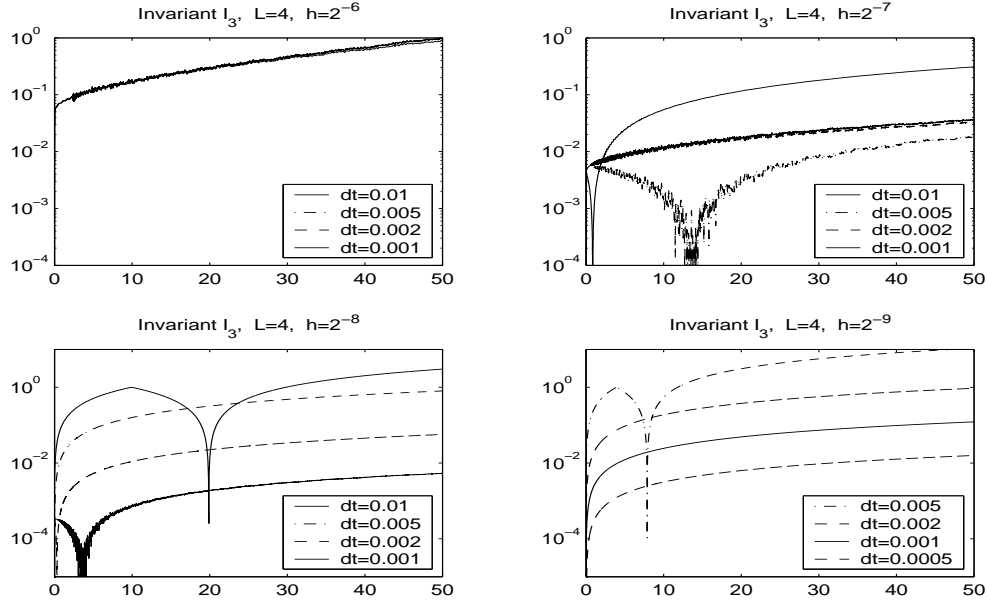 Invariant I3, L=4, h=2^-6
10^0
10^-1
10^-2
10^-3
10^-4
0 10 20 30 40 50
dt=0.01
dt=0.005
dt=0.002
dt=0.001
Invariant I3, L=4, h=2^-7
10^0
10^-1
10^-2
10^-3
10^-4
0 10 20 30 40 50
dt=0.01
dt=0.005
dt=0.002
dt=0.001
Invariant I3, L=4, h=2^-8
10^0
10^-2
10^-4
0 10 20 30 40 50
dt=0.01
dt=0.005
dt=0.002
dt=0.001
Invariant I3, L=4, h=2^-9
10^0
10^-2
10^-4
0 10 20 30 40 50
dt=0.005
dt=0.002
dt=0.001
dt=0.0005